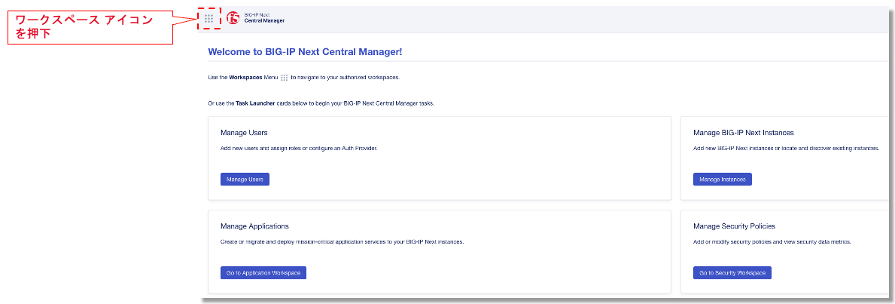 ワークスペース アイコン
を押下
BIG-IP Next
Central Manager
Welcome to BIG-IP Next Central Manager!
Use the Workspaces Menu to navigate to your authorized workspaces.
Or use the Task Launcher cards below to begin your BIG-IP Next Central Manager tasks.
Manage Users
Add new users and assign roles or configure an Auth Provider.
Manage Users
Manage BIG-IP Next Instances
Add new BIG-IP Next instances or locate and discover existing instances.
Manage Instances
Manage Applications
Create or migrate and deploy mission-critical application services to your BIG-IP Next instances.
Go to Application Workspace
Manage Security Policies
Add or modify security policies and view security data metrics.
Go to Security Workspace